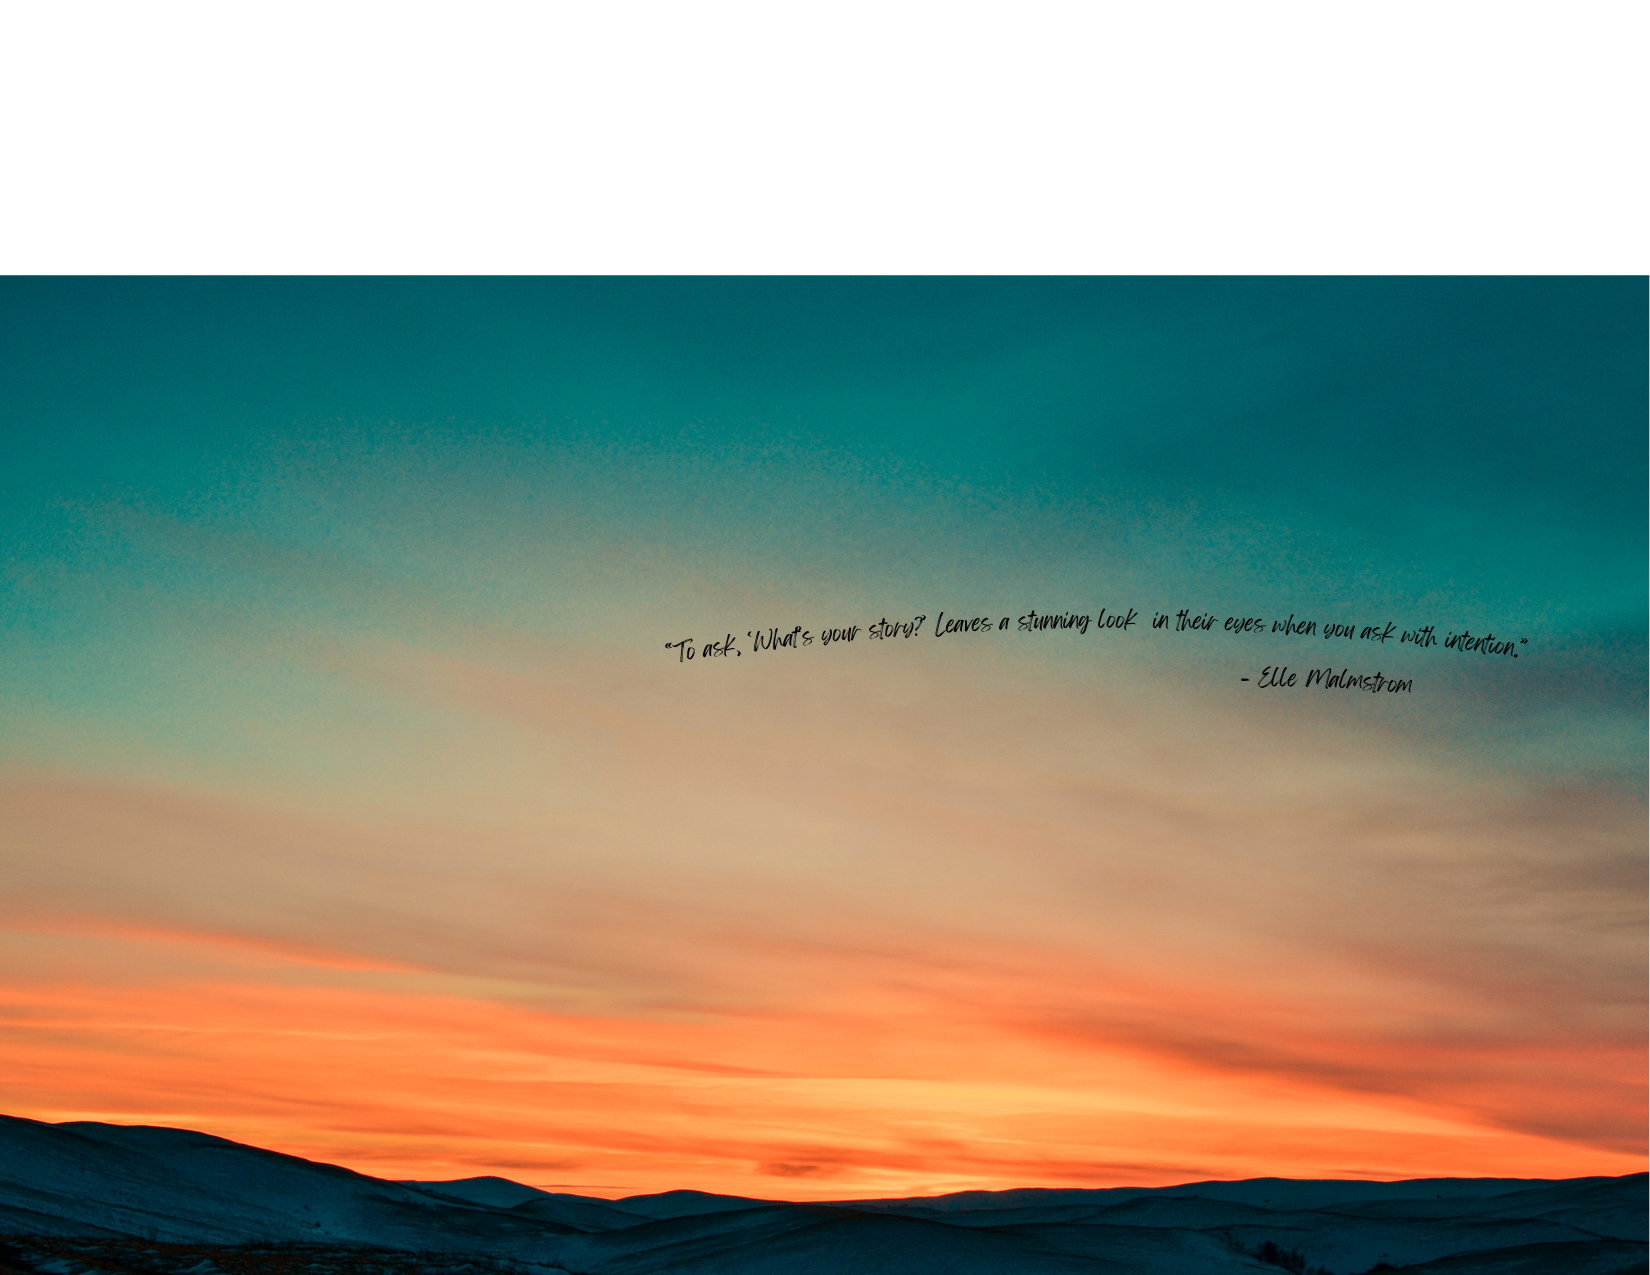 “To ask, ‘What's your story?’ Leaves a stunning look in their eyes when you ask with intention.”
- Elle Malmstrom